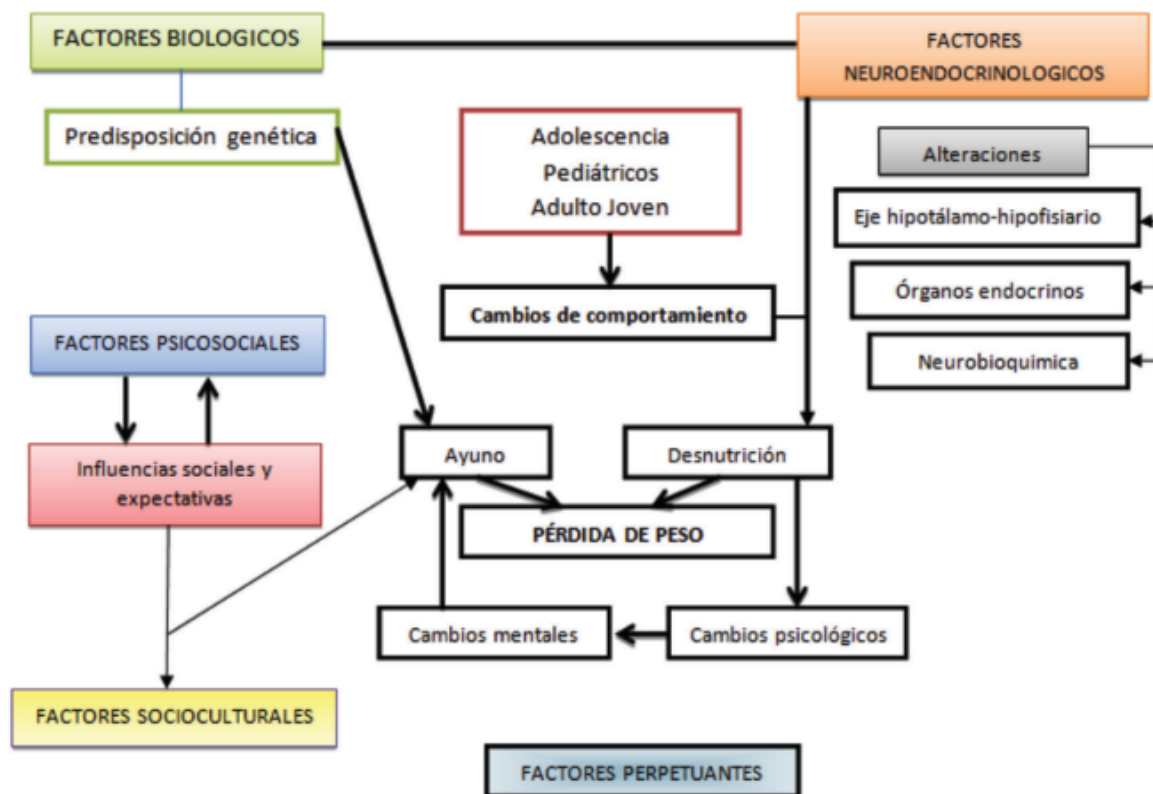 FACTORES BIOLOGICOS
FACTORES
NEUROENDOCRINOLOGICOS
Predisposición genética
Adolescencia
Pediátricos
Adulto Joven
Alteraciones
Eje hipotálamo-hipofisiario
Órganos endocrinos
Neurobioquimica
Cambios de comportamiento
FACTORES PSICOSOCIALES
Influencias sociales y
expectativas
Ayuno
Desnutrición
PÉRDIDA DE PESO
Cambios mentales
Cambios psicológicos
FACTORES SOCIOCULTURALES
FACTORES PERPETUANTES